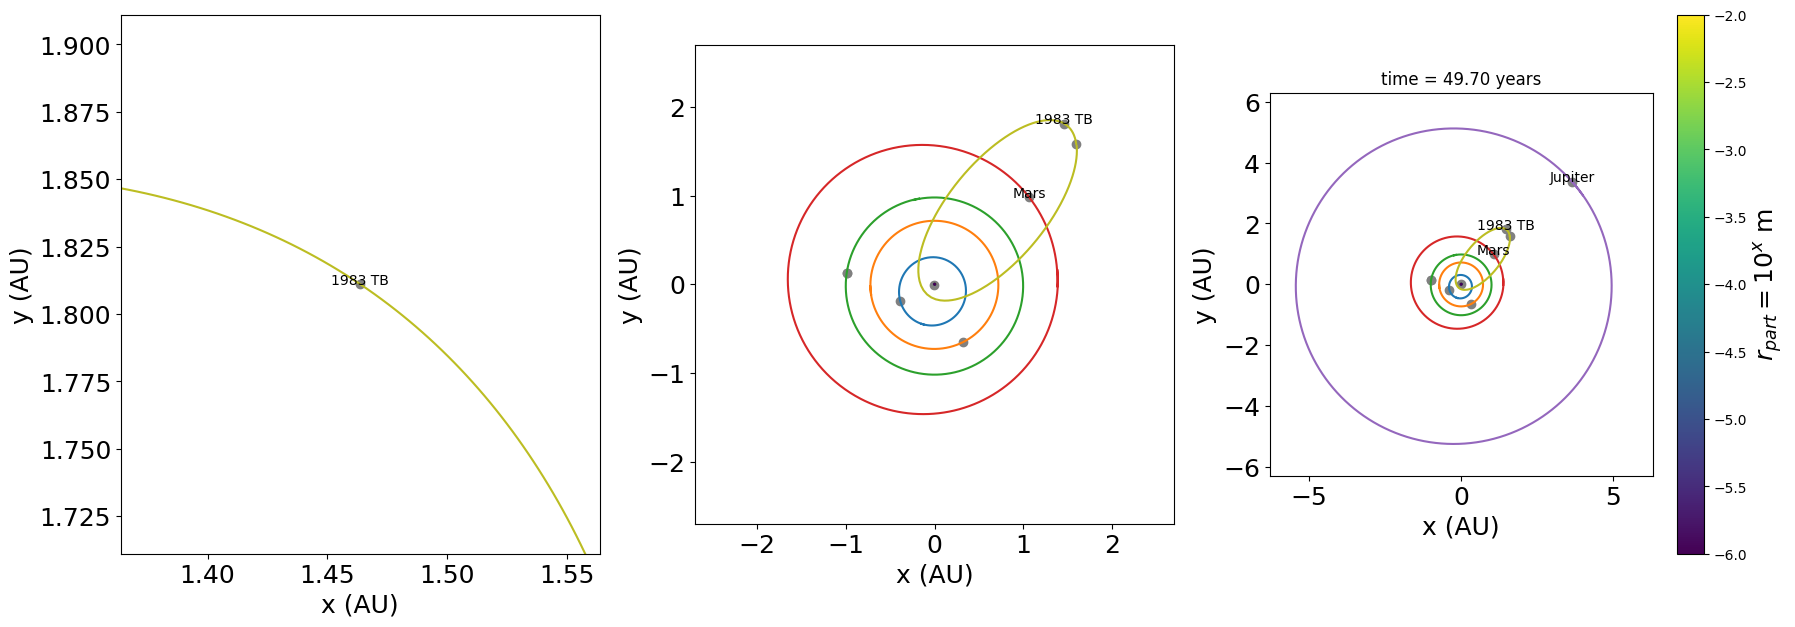 1.900
1.875
1.850
1.825
1.800
1.775
1.750
1.725
y (AU)
1983 TB
1.40 1.45 1.50 1.55
x (AU)
2
1
0
−1
−2
y (AU)
1983 TB
Mars
−2 −1 0 1 2
x (AU)
time = 49.70 years
6
4
2
0
−2
−4
−6
y (AU)
Jupiter
1983 TB
Mars
−5 0 5
x (AU)
−2.0
−2.5
−3.0
−3.5
−4.0
−4.5
−5.0
−5.5
−6.0
r_part = 10^x m